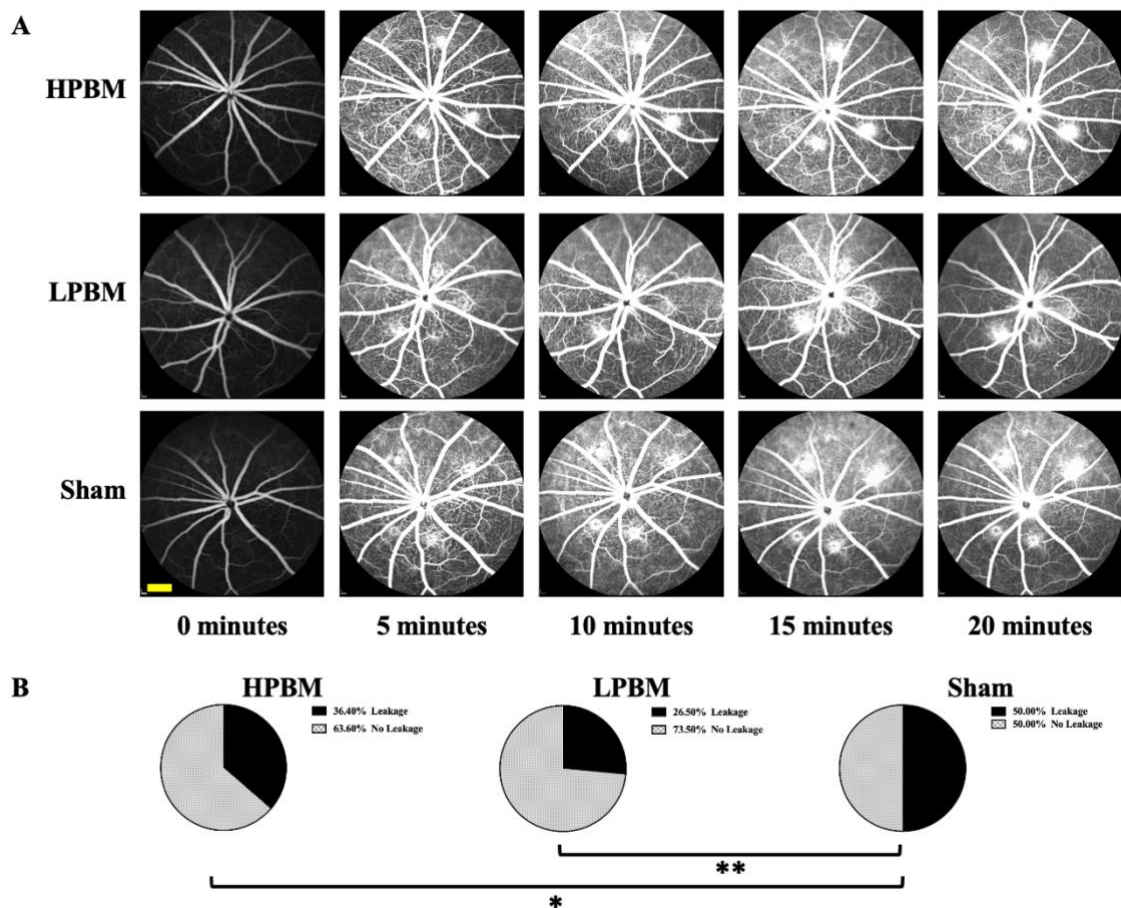 A
HPBM
LPBM
Sham
0 minutes 5 minutes 10 minutes 15 minutes 20 minutes
B
HPBM LPBM Sham
36.40% Leakage
63.60% No Leakage
26.50% Leakage
73.50% No Leakage
50.00% Leakage
50.00% No Leakage
**
*